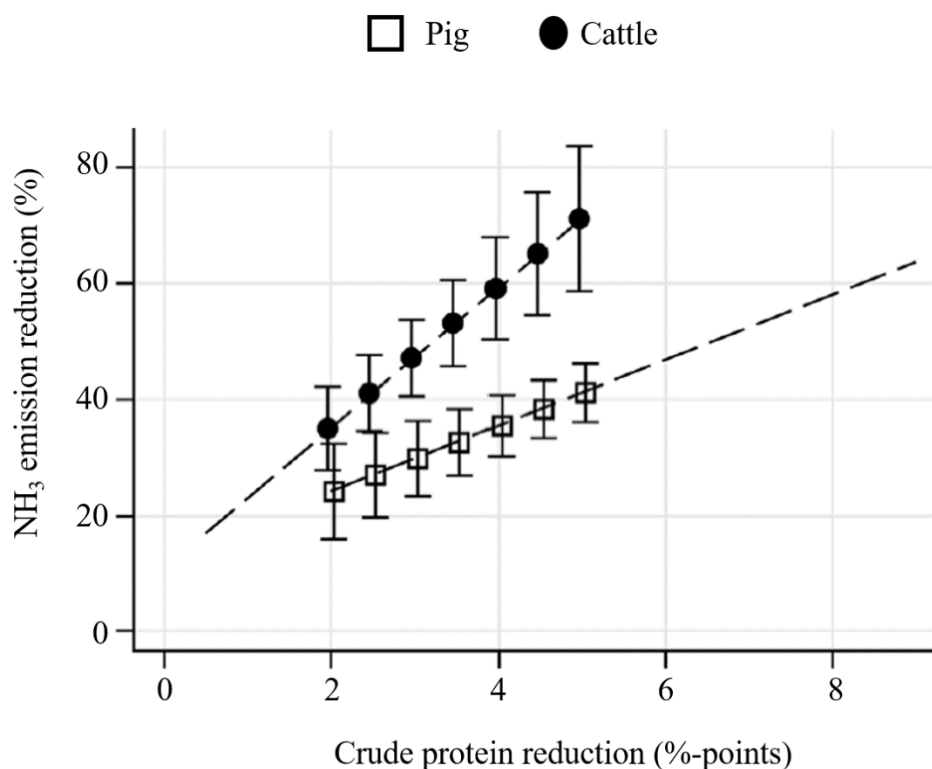 Pig Cattle
NH₃ emission reduction (%)
80
60
40
20
0
0 2 4 6 8
Crude protein reduction (%-points)